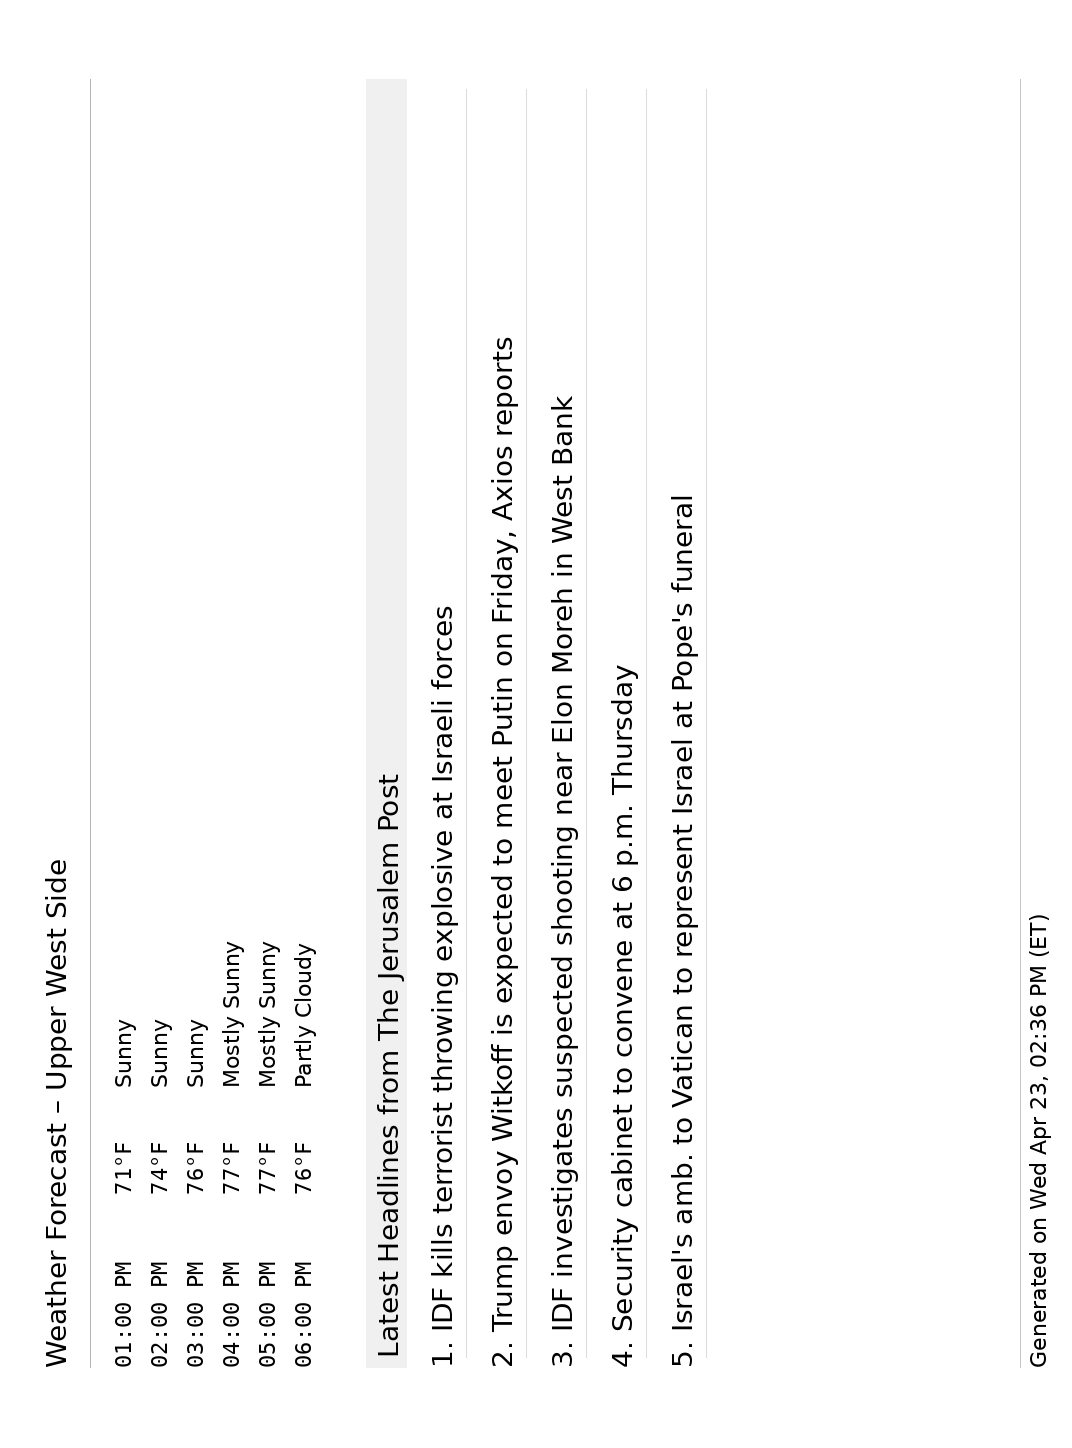 Weather Forecast – Upper West Side
01:00 PM 71°F Sunny
02:00 PM 74°F Sunny
03:00 PM 76°F Sunny
04:00 PM 77°F Mostly Sunny
05:00 PM 77°F Mostly Sunny
06:00 PM 76°F Partly Cloudy
Latest Headlines from The Jerusalem Post
1. IDF kills terrorist throwing explosive at Israeli forces
2. Trump envoy Witkoff is expected to meet Putin on Friday, Axios reports
3. IDF investigates suspected shooting near Elon Moreh in West Bank
4. Security cabinet to convene at 6 p.m. Thursday
5. Israel's amb. to Vatican to represent Israel at Pope's funeral
Generated on Wed Apr 23, 02:36 PM (ET)